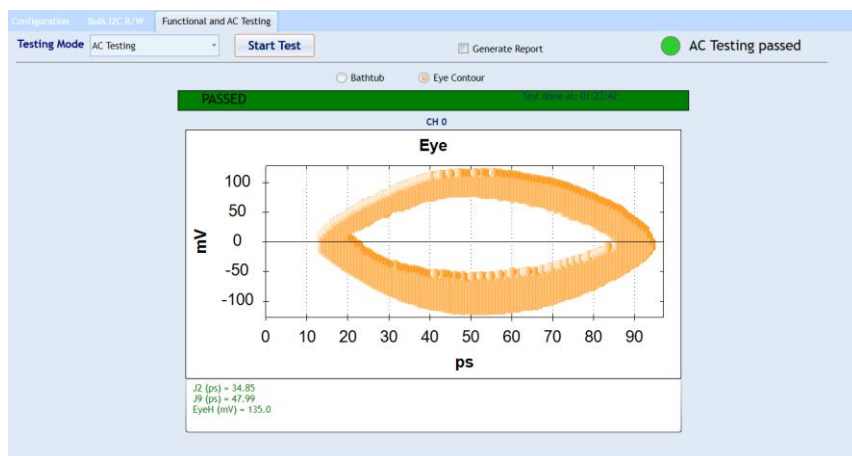 Configuration Bulk I2C R/W Functional and AC Testing
Testing Mode AC Testing Start Test Generate Report AC Testing passed
Bathtub Eye Contour
PASSED Test done at: 01:23:42
CH 0
Eye
100
50
0
-50
-100
mV
0 10 20 30 40 50 60 70 80 90
ps
J2 (ps) = 34.85
J9 (ps) = 47.99
EyeH (mV) = 135.0